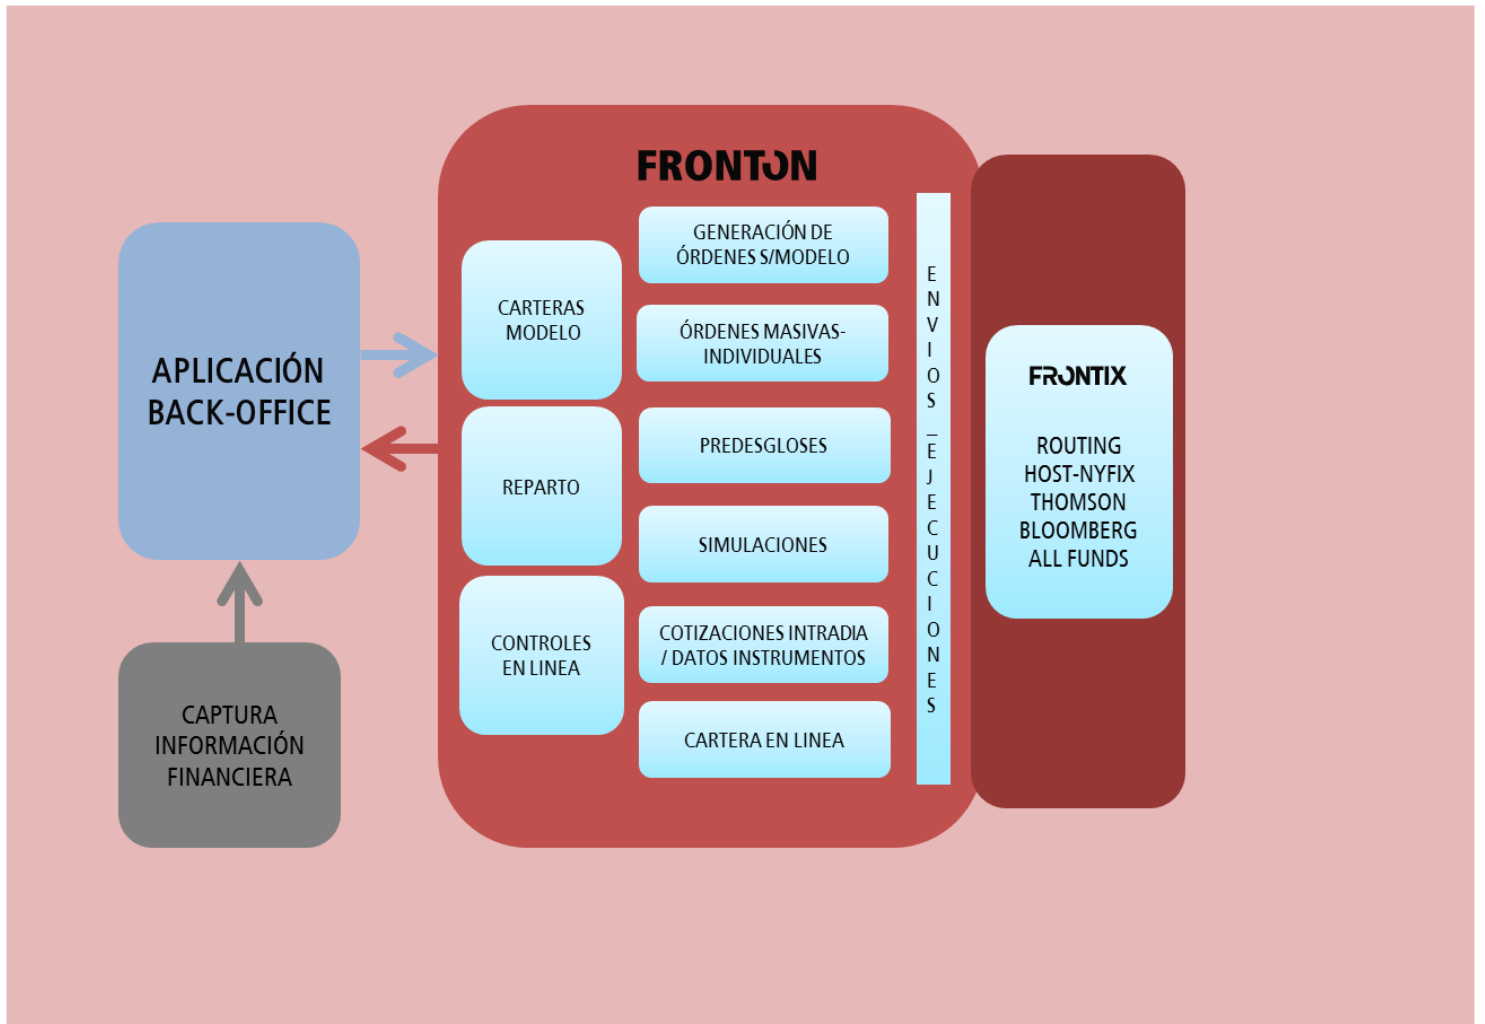 FRONTON
GENERACIÓN DE
ÓRDENES S/MODELO
CARTERAS
MODELO
ÓRDENES MASIVAS-
INDIVIDUALES
APLICACIÓN
BACK-OFFICE
PREDESGLOSES
REPARTO
SIMULACIONES
CONTROLES
EN LINEA
COTIZACIONES INTRADIA
/ DATOS INSTRUMENTOS
CARTERA EN LINEA
CAPTURA
INFORMACIÓN
FINANCIERA
ENVIOS_EJECUCIONES
FRONTIX
ROUTING
HOST-NYFIX
THOMSON
BLOOMBERG
ALL FUNDS